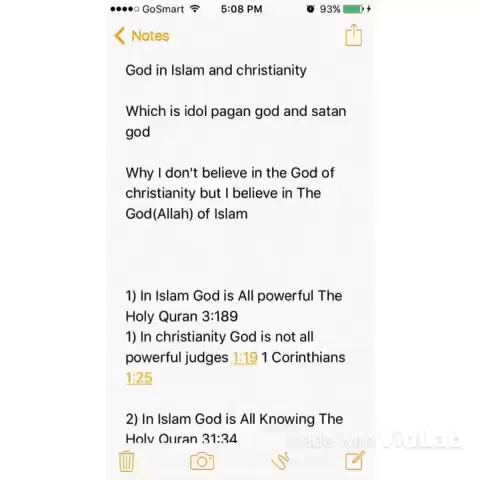 GoSmart 5:08 PM 93%
Notes
God in Islam and christianity
Which is idol pagan god and satan
god
Why I don't believe in the God of
christianity but I believe in The
God(Allah) of Islam
1) In Islam God is All powerful The
Holy Quran 3:189
1) In christianity God is not all
powerful judges 1:19 1 Corinthians
1:25
2) In Islam God is All Knowing The
Holy Quran 31:34
Made with VidLab